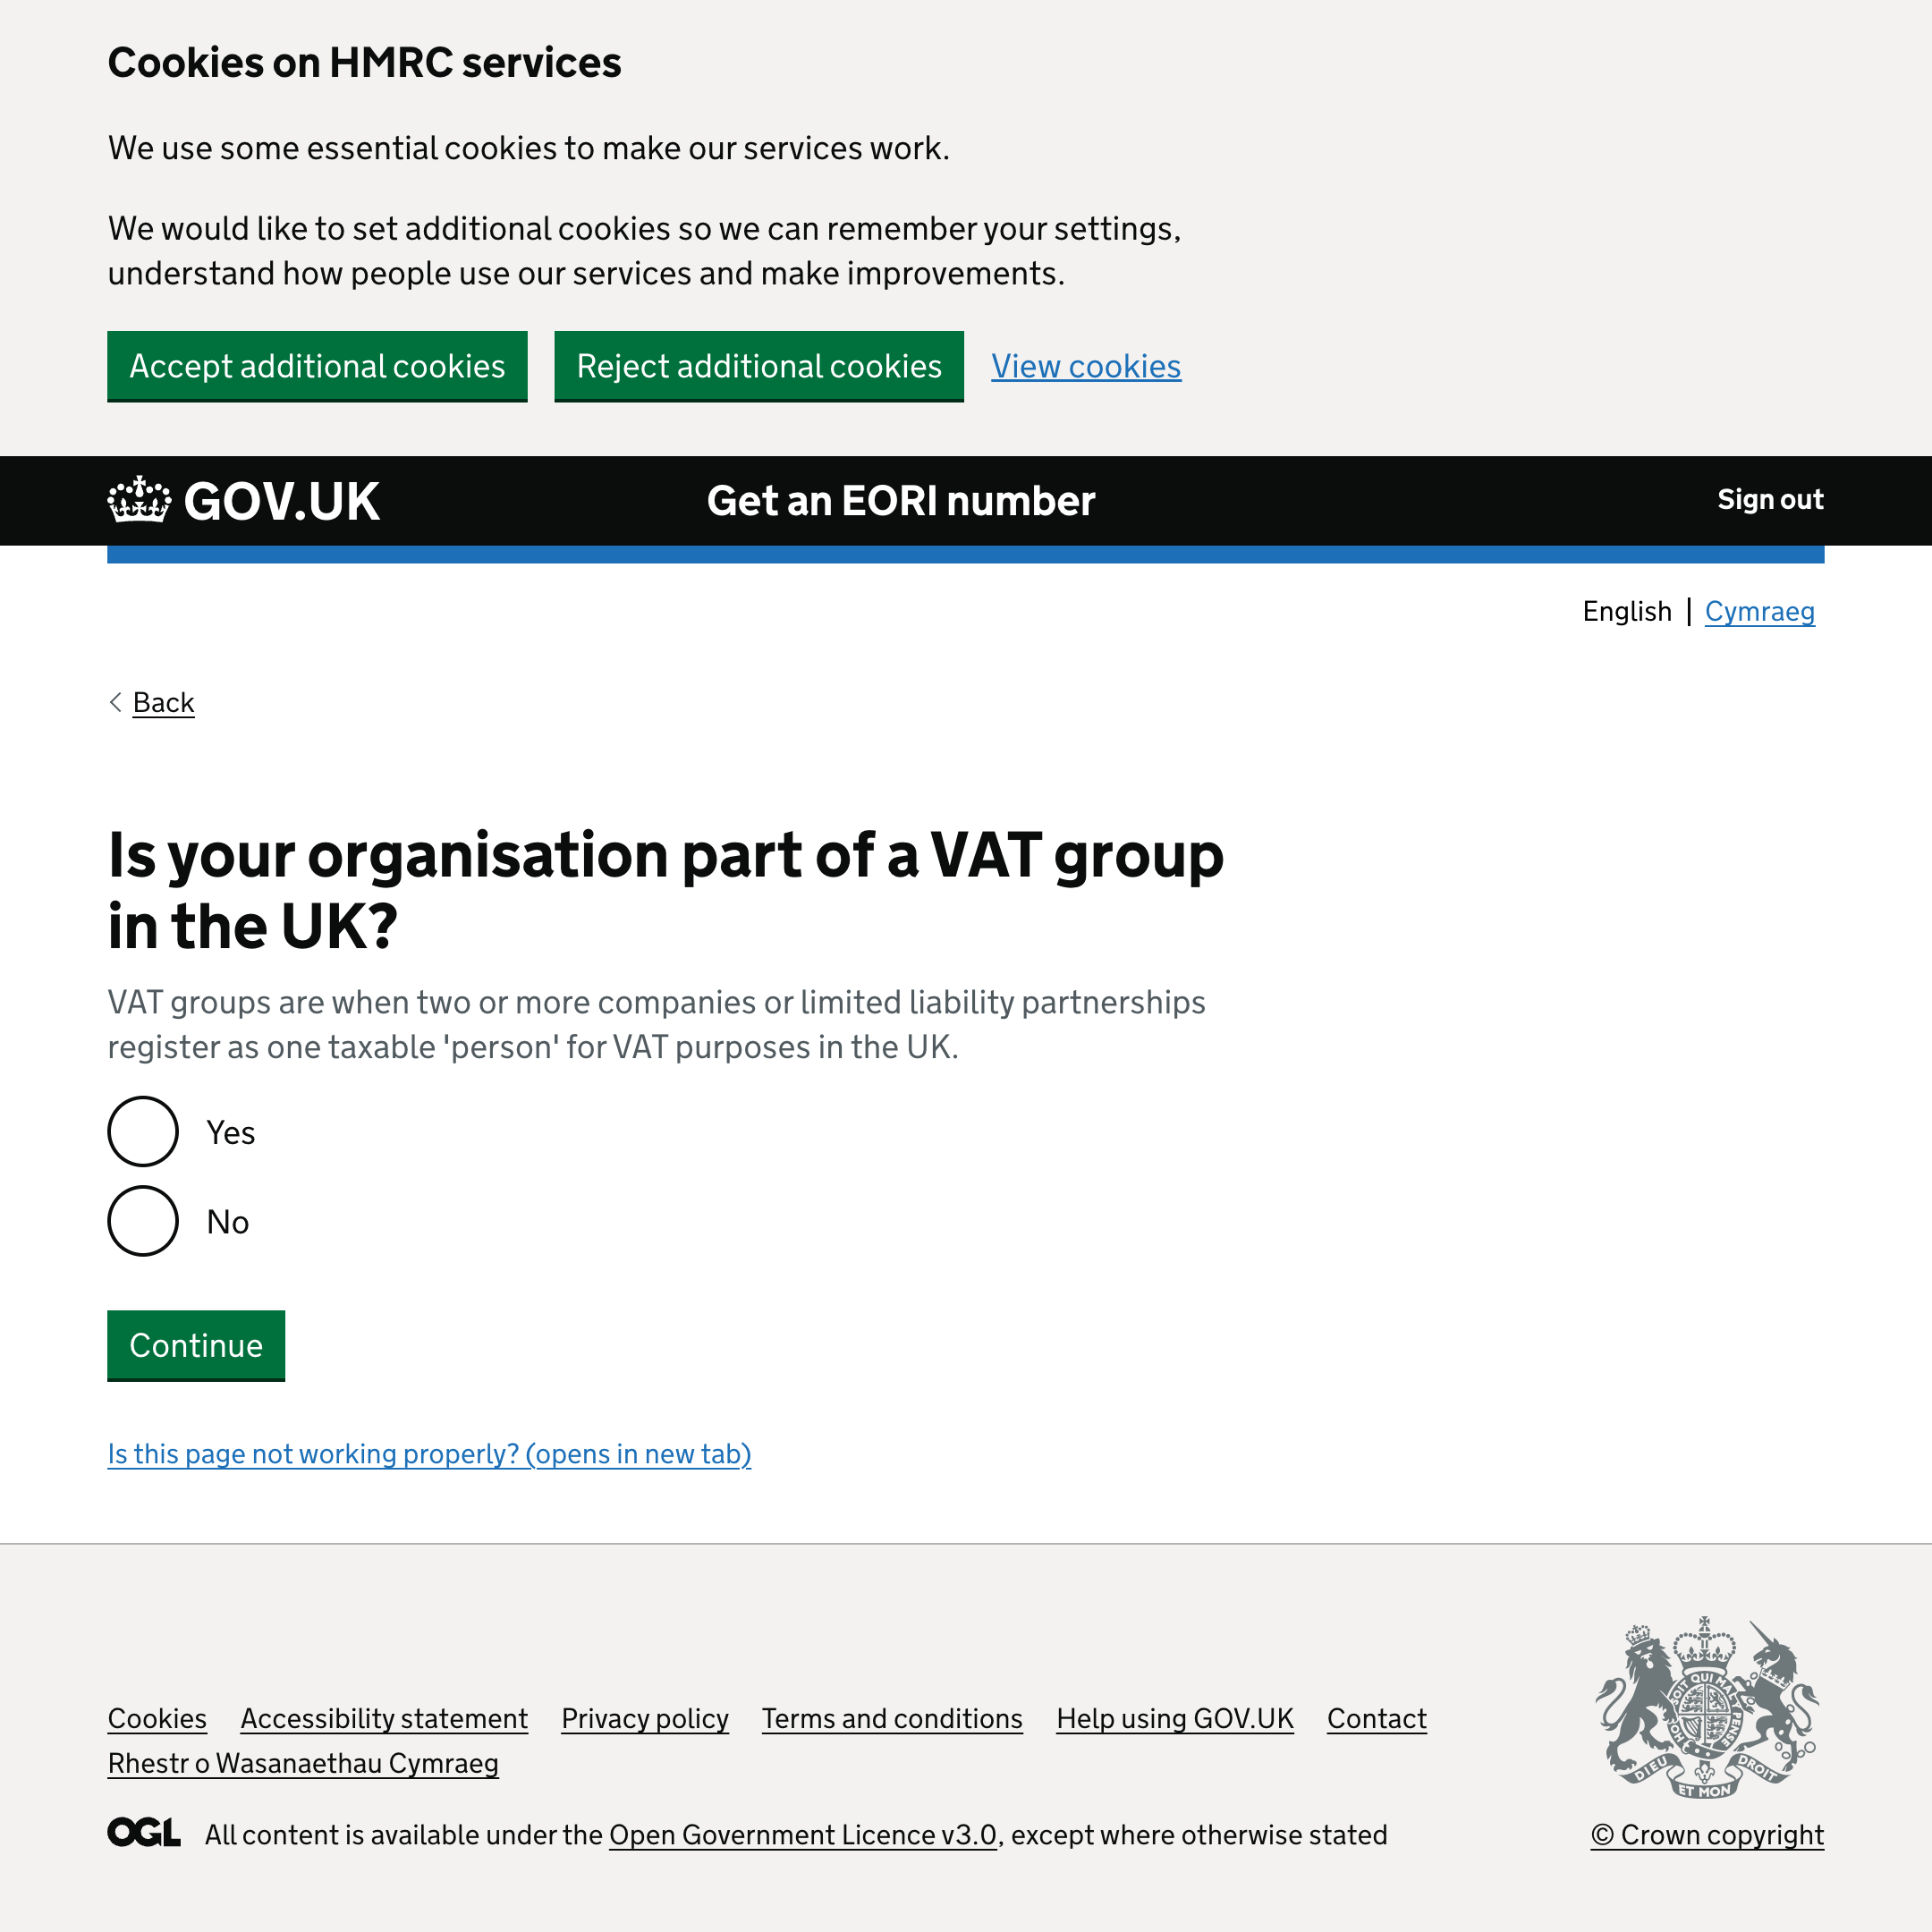 Cookies on HMRC services
We use some essential cookies to make our services work.
We would like to set additional cookies so we can remember your settings,
understand how people use our services and make improvements.
Accept additional cookies
Reject additional cookies
View cookies
GOV.UK
Get an EORI number
Sign out
English | Cymraeg
Back
Is your organisation part of a VAT group
in the UK?
VAT groups are when two or more companies or limited liability partnerships
register as one taxable 'person' for VAT purposes in the UK.
Yes
No
Continue
Is this page not working properly? (opens in new tab)
Cookies
Accessibility statement
Privacy policy
Terms and conditions
Help using GOV.UK
Contact
Rhestr o Wasanaethau Cymraeg
OGL
All content is available under the Open Government Licence v3.0, except where otherwise stated
DIEU ET MON DROIT
© Crown copyright